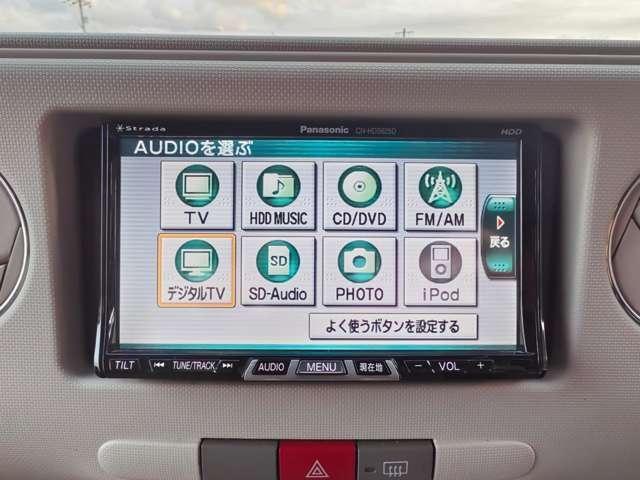 Strada Panasonic CN-HDS625D HDD
AUDIOを選ぶ
TV HDD MUSIC CD/DVD FM/AM
戻る
SD
デジタルTV SD-Audio PHOTO iPod
よく使うボタンを設定する
TILT TUNE/TRACK AUDIO MENU 現在地 － VOL ＋